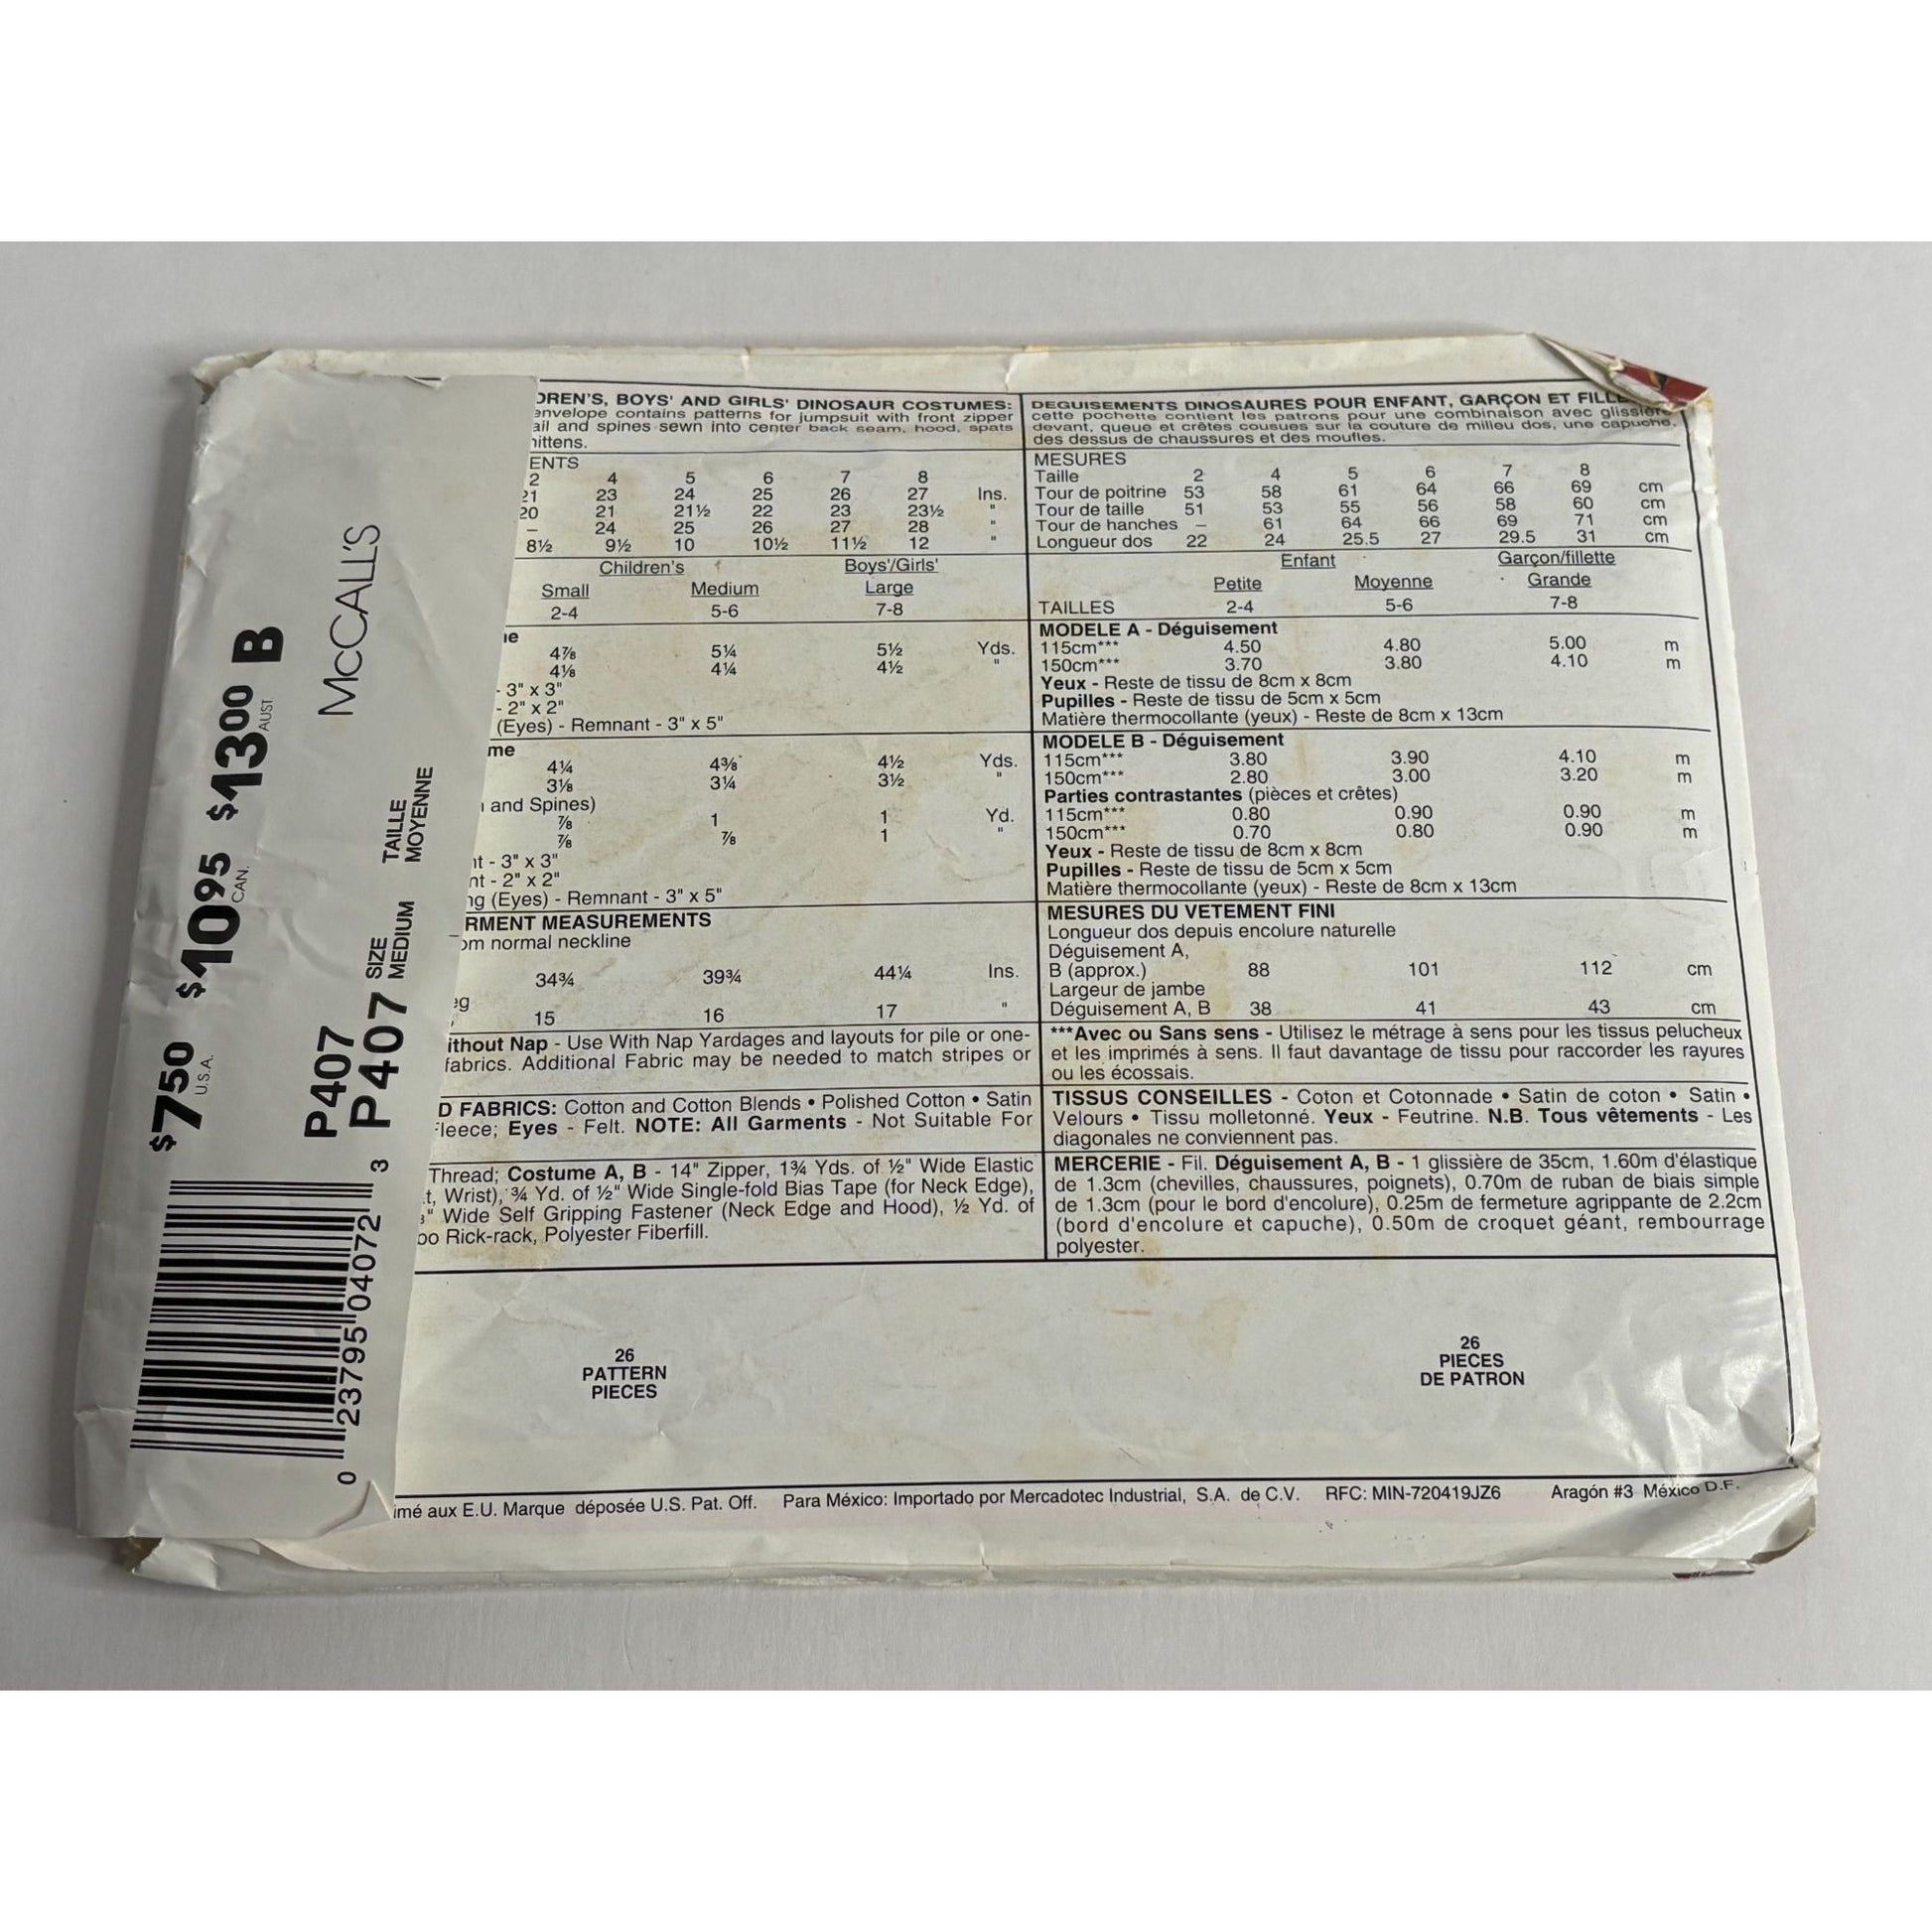 $750 U.S.A. $1095 CAN. $1300 AUST. B
McCALL'S
P407
P407 SIZE MEDIUM TAILLE MOYENNE
0 23795 04072 3
DREN'S, BOYS' AND GIRLS' DINOSAUR COSTUMES:
envelope contains patterns for jumpsuit with front zipper
ail and spines sewn into center back seam, hood, spats
nittens.
ENTS
2 4 5 6 7 8
21 23 24 25 26 27 Ins.
20 21 21½ 22 23 23½ "
– 24 25 26 27 28 "
8½ 9½ 10 10½ 11½ 12 "
Children's Boys'/Girls'
Small Medium Large
2-4 5-6 7-8
ne
4⅞ 5¼ 5½ Yds.
4⅛ 4¼ 4½ "
- 3" x 3"
- 2" x 2"
(Eyes) - Remnant - 3" x 5"
me
4¼ 4⅜ 4½ Yds.
3⅛ 3¼ 3½ "
and Spines)
⅞ 1 1 Yd.
⅞ ⅞ 1 "
nt - 3" x 3"
nt - 2" x 2"
ng (Eyes) - Remnant - 3" x 5"
RMENT MEASUREMENTS
om normal neckline
34¾ 39¾ 44¼ Ins.
eg
15 16 17 "
ithout Nap - Use With Nap Yardages and layouts for pile or one-
fabrics. Additional Fabric may be needed to match stripes or
D FABRICS: Cotton and Cotton Blends • Polished Cotton • Satin
Fleece; Eyes - Felt. NOTE: All Garments - Not Suitable For
Thread; Costume A, B - 14" Zipper, 1¾ Yds. of ½" Wide Elastic
t, Wrist), ¾ Yd. of ½" Wide Single-fold Bias Tape (for Neck Edge),
" Wide Self Gripping Fastener (Neck Edge and Hood), ½ Yd. of
bo Rick-rack, Polyester Fiberfill.
26
PATTERN
PIECES
DEGUISEMENTS DINOSAURES POUR ENFANT, GARÇON ET FILLE
cette pochette contient les patrons pour une combinaison avec glissière
devant, queue et crêtes cousues sur la couture de milieu dos, une capuche,
des dessus de chaussures et des moufles.
MESURES
Taille 2 4 5 6 7 8
Tour de poitrine 53 58 61 64 66 69 cm
Tour de taille 51 53 55 56 58 60 cm
Tour de hanches – 61 64 66 69 71 cm
Longueur dos 22 24 25.5 27 29.5 31 cm
Enfant Garçon/fillette
Petite Moyenne Grande
TAILLES 2-4 5-6 7-8
MODELE A - Déguisement
115cm*** 4.50 4.80 5.00 m
150cm*** 3.70 3.80 4.10 m
Yeux - Reste de tissu de 8cm x 8cm
Pupilles - Reste de tissu de 5cm x 5cm
Matière thermocollante (yeux) - Reste de 8cm x 13cm
MODELE B - Déguisement
115cm*** 3.80 3.90 4.10 m
150cm*** 2.80 3.00 3.20 m
Parties contrastantes (pièces et crêtes)
115cm*** 0.80 0.90 0.90 m
150cm*** 0.70 0.80 0.90 m
Yeux - Reste de tissu de 8cm x 8cm
Pupilles - Reste de tissu de 5cm x 5cm
Matière thermocollante (yeux) - Reste de 8cm x 13cm
MESURES DU VETEMENT FINI
Longueur dos depuis encolure naturelle
Déguisement A,
B (approx.) 88 101 112 cm
Largeur de jambe
Déguisement A, B 38 41 43 cm
***Avec ou Sans sens - Utilisez le métrage à sens pour les tissus pelucheux
et les imprimés à sens. Il faut davantage de tissu pour raccorder les rayures
ou les écossais.
TISSUS CONSEILLES - Coton et Cotonnade • Satin de coton • Satin •
Velours • Tissu molletonné. Yeux - Feutrine. N.B. Tous vêtements - Les
diagonales ne conviennent pas.
MERCERIE - Fil. Déguisement A, B - 1 glissière de 35cm, 1.60m d'élastique
de 1.3cm (chevilles, chaussures, poignets), 0.70m de ruban de biais simple
de 1.3cm (pour le bord d'encolure), 0.25m de fermeture agrippante de 2.2cm
(bord d'encolure et capuche), 0.50m de croquet géant, rembourrage
polyester.
26
PIECES
DE PATRON
imé aux E.U. Marque déposée U.S. Pat. Off. Para México: Importado por Mercadotec Industrial, S.A. de C.V. RFC: MIN-720419JZ6 Aragón #3 México D.F.